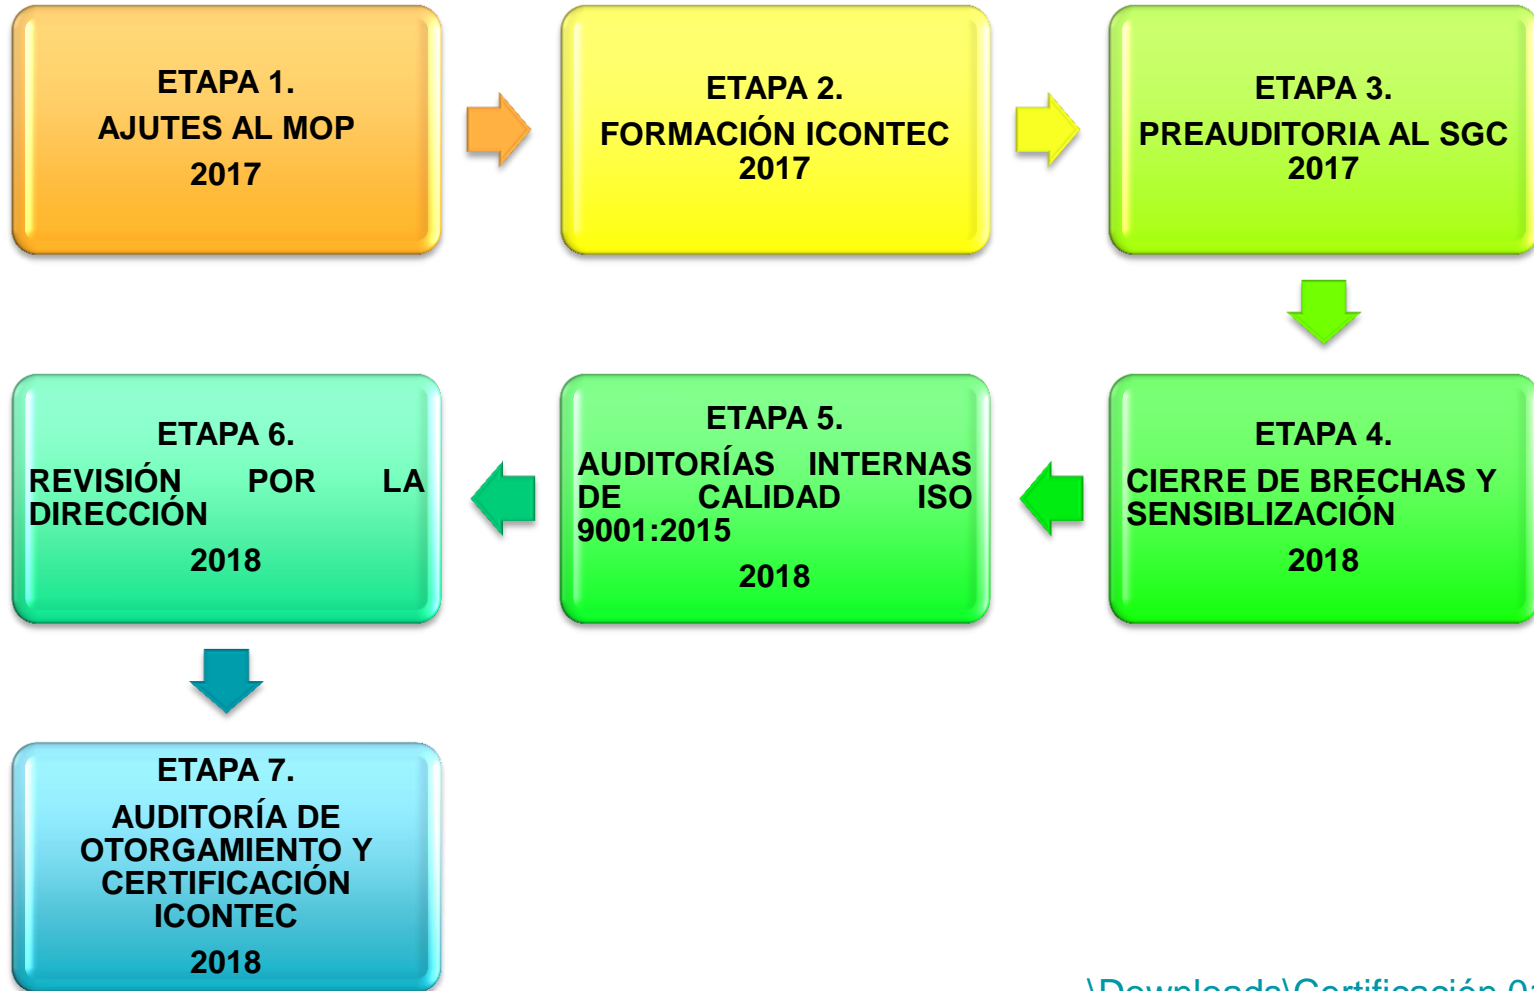 ETAPA 1.
AJUTES AL MOP
2017
ETAPA 2.
FORMACIÓN ICONTEC
2017
ETAPA 3.
PREAUDITORIA AL SGC
2017
ETAPA 4.
CIERRE DE BRECHAS Y
SENSIBLIZACIÓN
2018
ETAPA 5.
AUDITORÍAS INTERNAS
DE CALIDAD ISO
9001:2015
2018
ETAPA 6.
REVISIÓN POR LA
DIRECCIÓN
2018
ETAPA 7.
AUDITORÍA DE
OTORGAMIENTO Y
CERTIFICACIÓN
ICONTEC
2018
\Downloads\Certificación